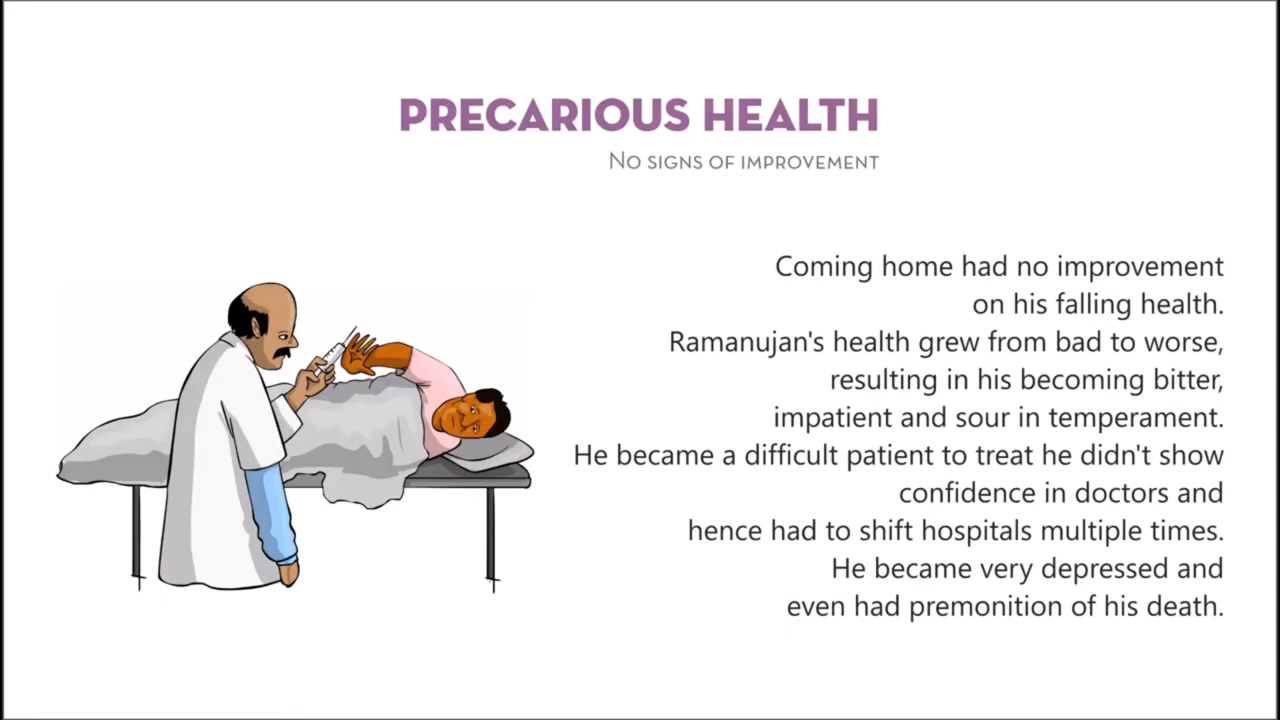 PRECARIOUS HEALTH
No signs of improvement
Coming home had no improvement
on his falling health.
Ramanujan's health grew from bad to worse,
resulting in his becoming bitter,
impatient and sour in temperament.
He became a difficult patient to treat he didn't show
confidence in doctors and
hence had to shift hospitals multiple times.
He became very depressed and
even had premonition of his death.